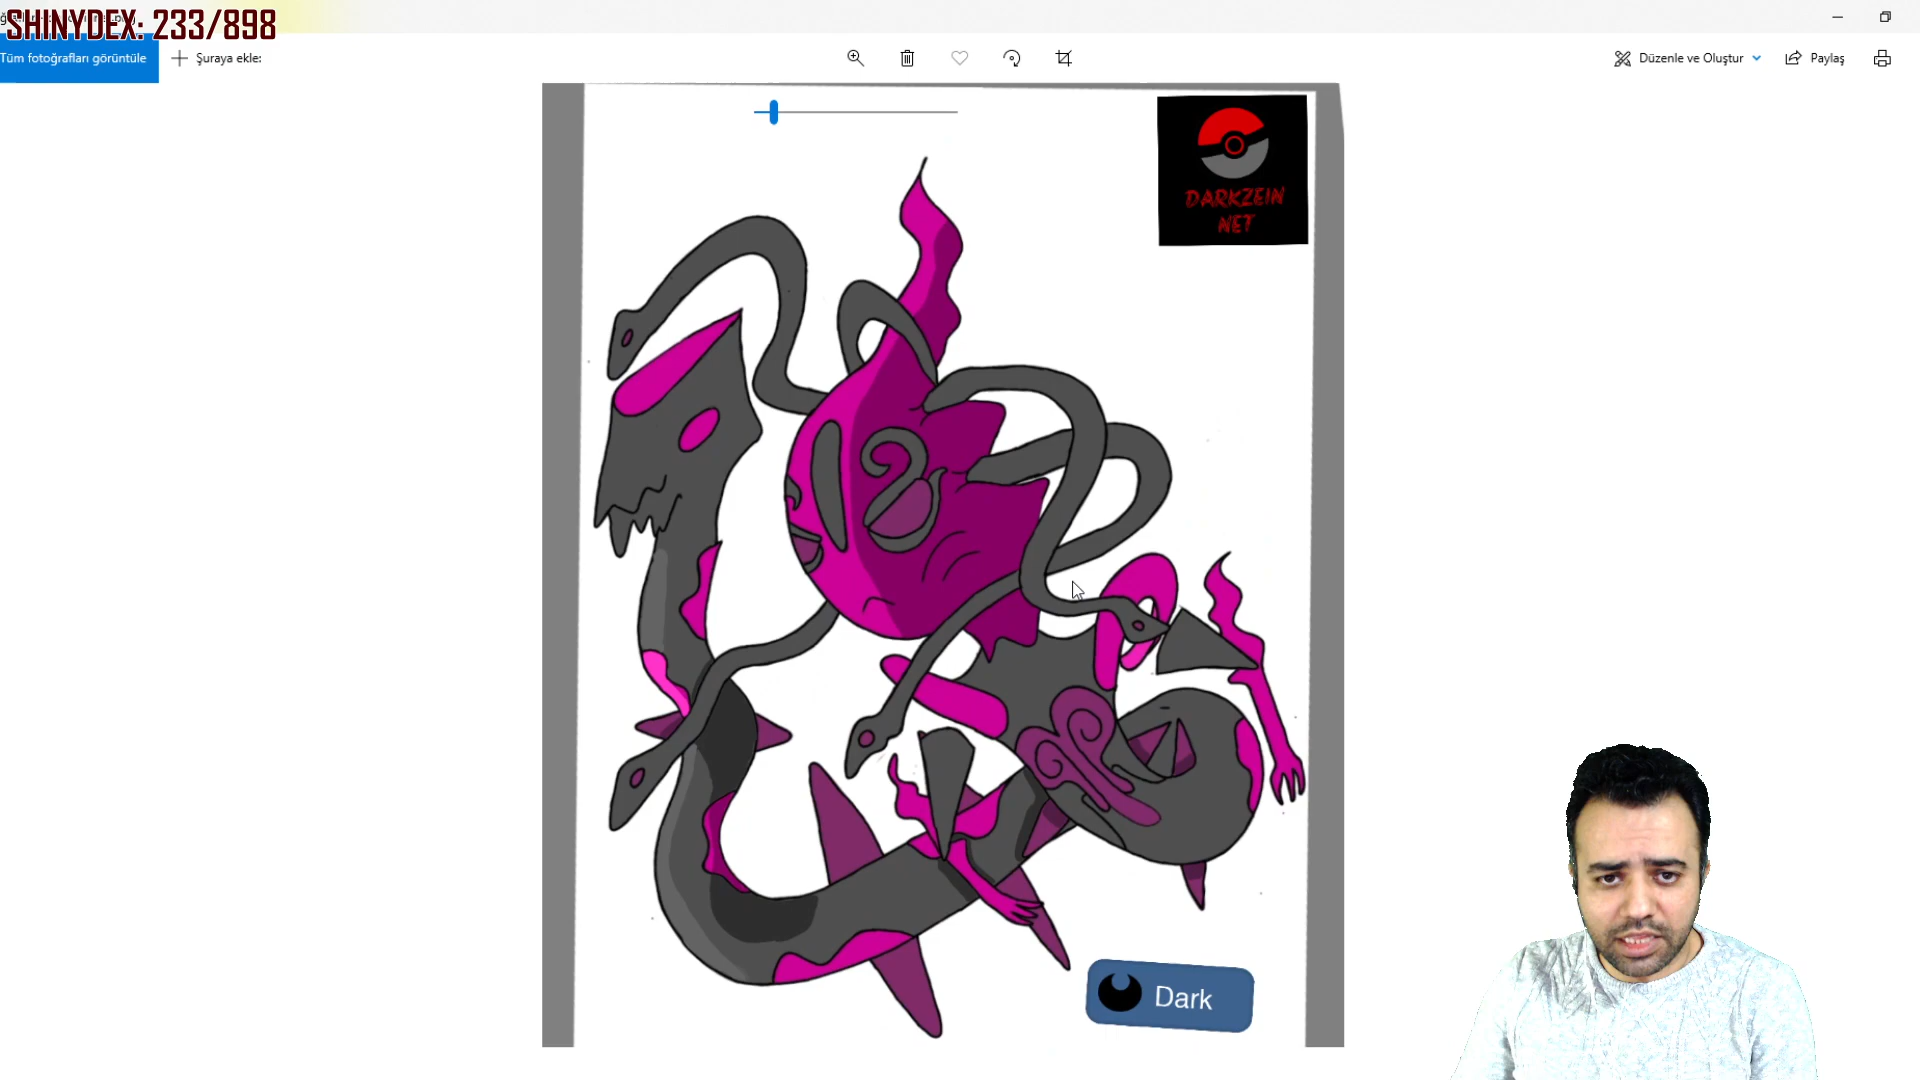 SHINYDEX: 233/898
Tüm fotoğrafları görüntüle
Şuraya ekle:
Düzenle ve Oluştur
Paylaş
DARKZEIN
NET
Dark